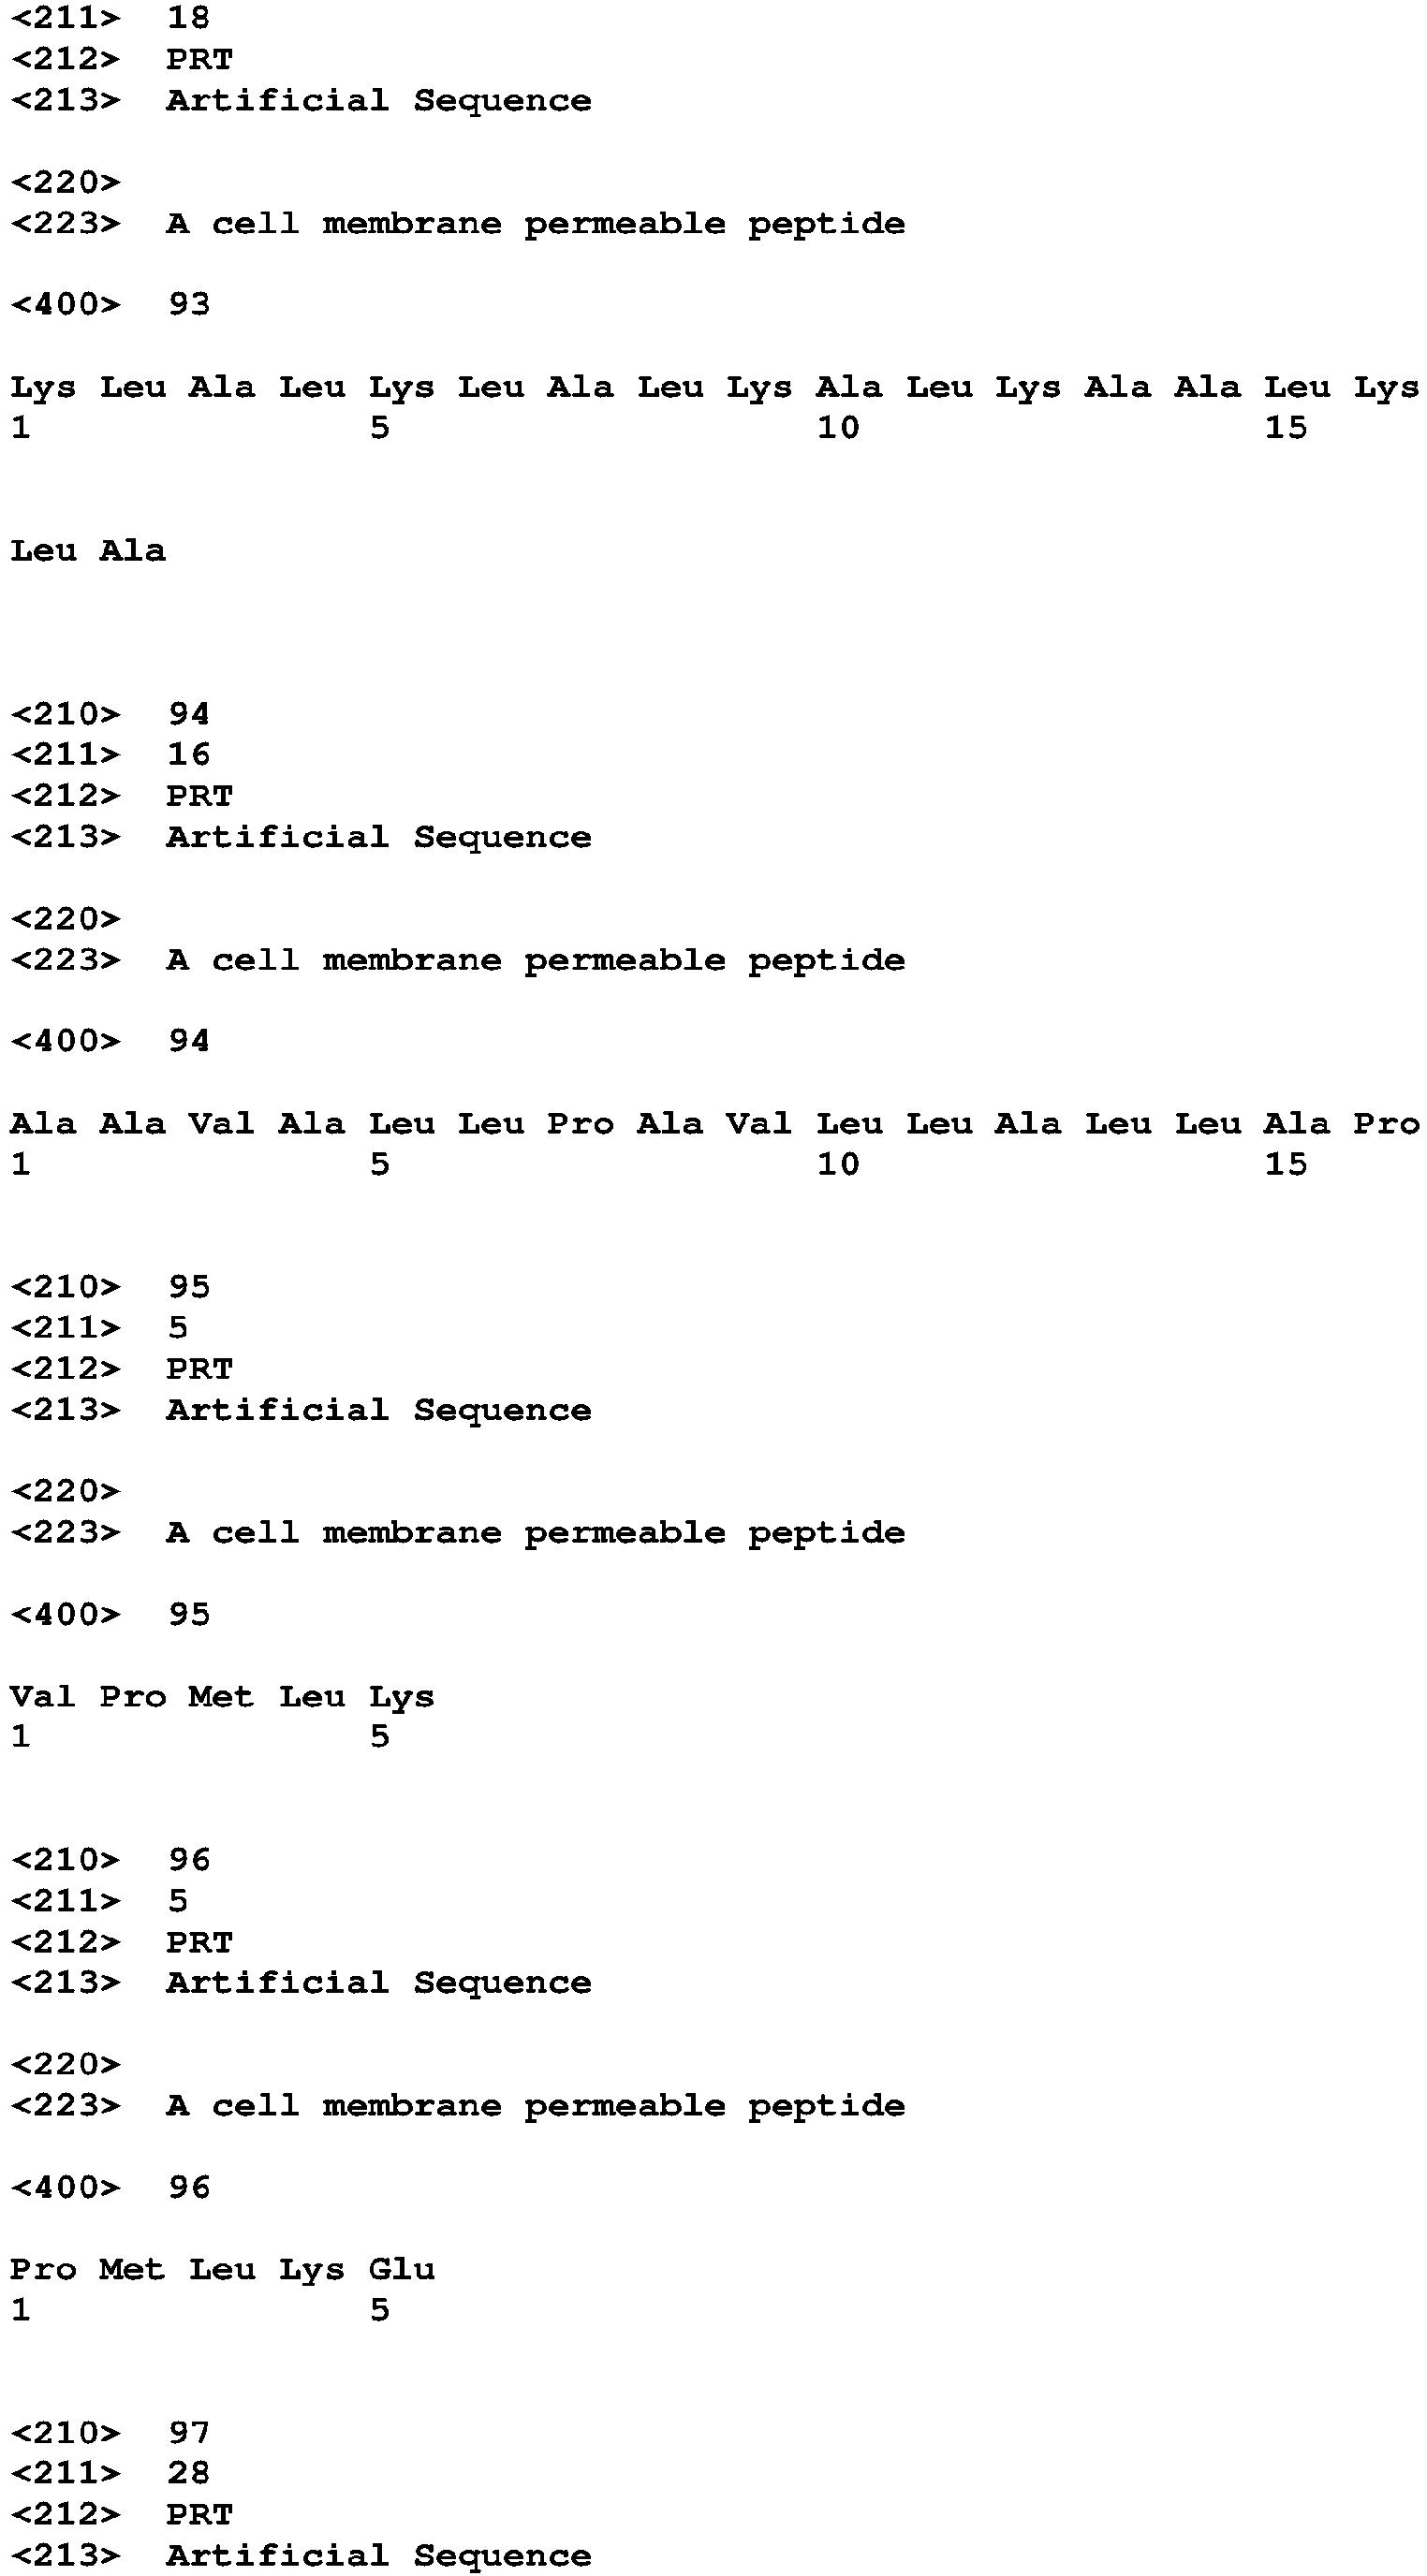 <211> 18
<212> PRT
<213> Artificial Sequence
<220>
<223> A cell membrane permeable peptide
<400> 93
Lys Leu Ala Leu Lys Leu Ala Leu Lys Ala Leu Lys Ala Ala Leu Lys
1 5 10 15
Leu Ala
<210> 94
<211> 16
<212> PRT
<213> Artificial Sequence
<220>
<223> A cell membrane permeable peptide
<400> 94
Ala Ala Val Ala Leu Leu Pro Ala Val Leu Leu Ala Leu Leu Ala Pro
1 5 10 15
<210> 95
<211> 5
<212> PRT
<213> Artificial Sequence
<220>
<223> A cell membrane permeable peptide
<400> 95
Val Pro Met Leu Lys
1 5
<210> 96
<211> 5
<212> PRT
<213> Artificial Sequence
<220>
<223> A cell membrane permeable peptide
<400> 96
Pro Met Leu Lys Glu
1 5
<210> 97
<211> 28
<212> PRT
<213> Artificial Sequence